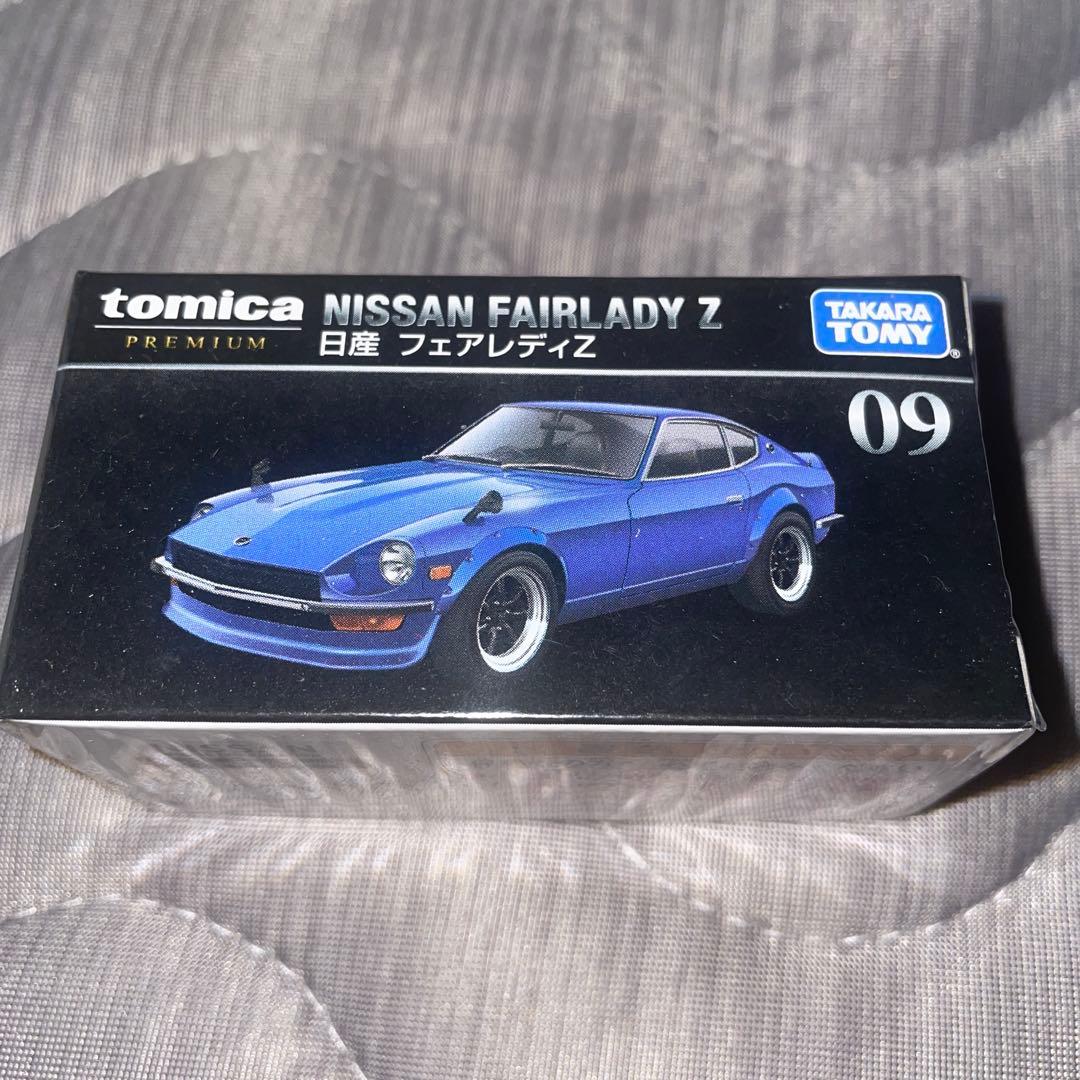 tomica NISSAN FAIRLADY Z
PREMIUM 日産 フェアレディZ
TAKARA
TOMY®
09